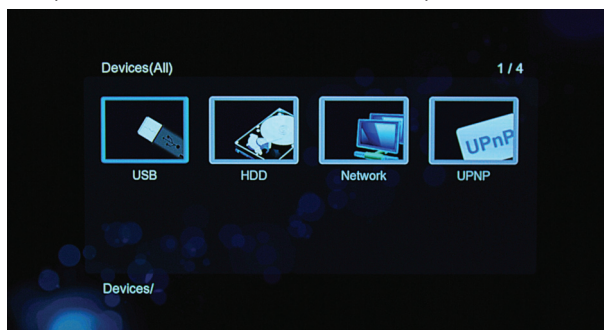 Devices(All)
1 / 4
UPnP
USB
HDD
Network
UPNP
Devices/